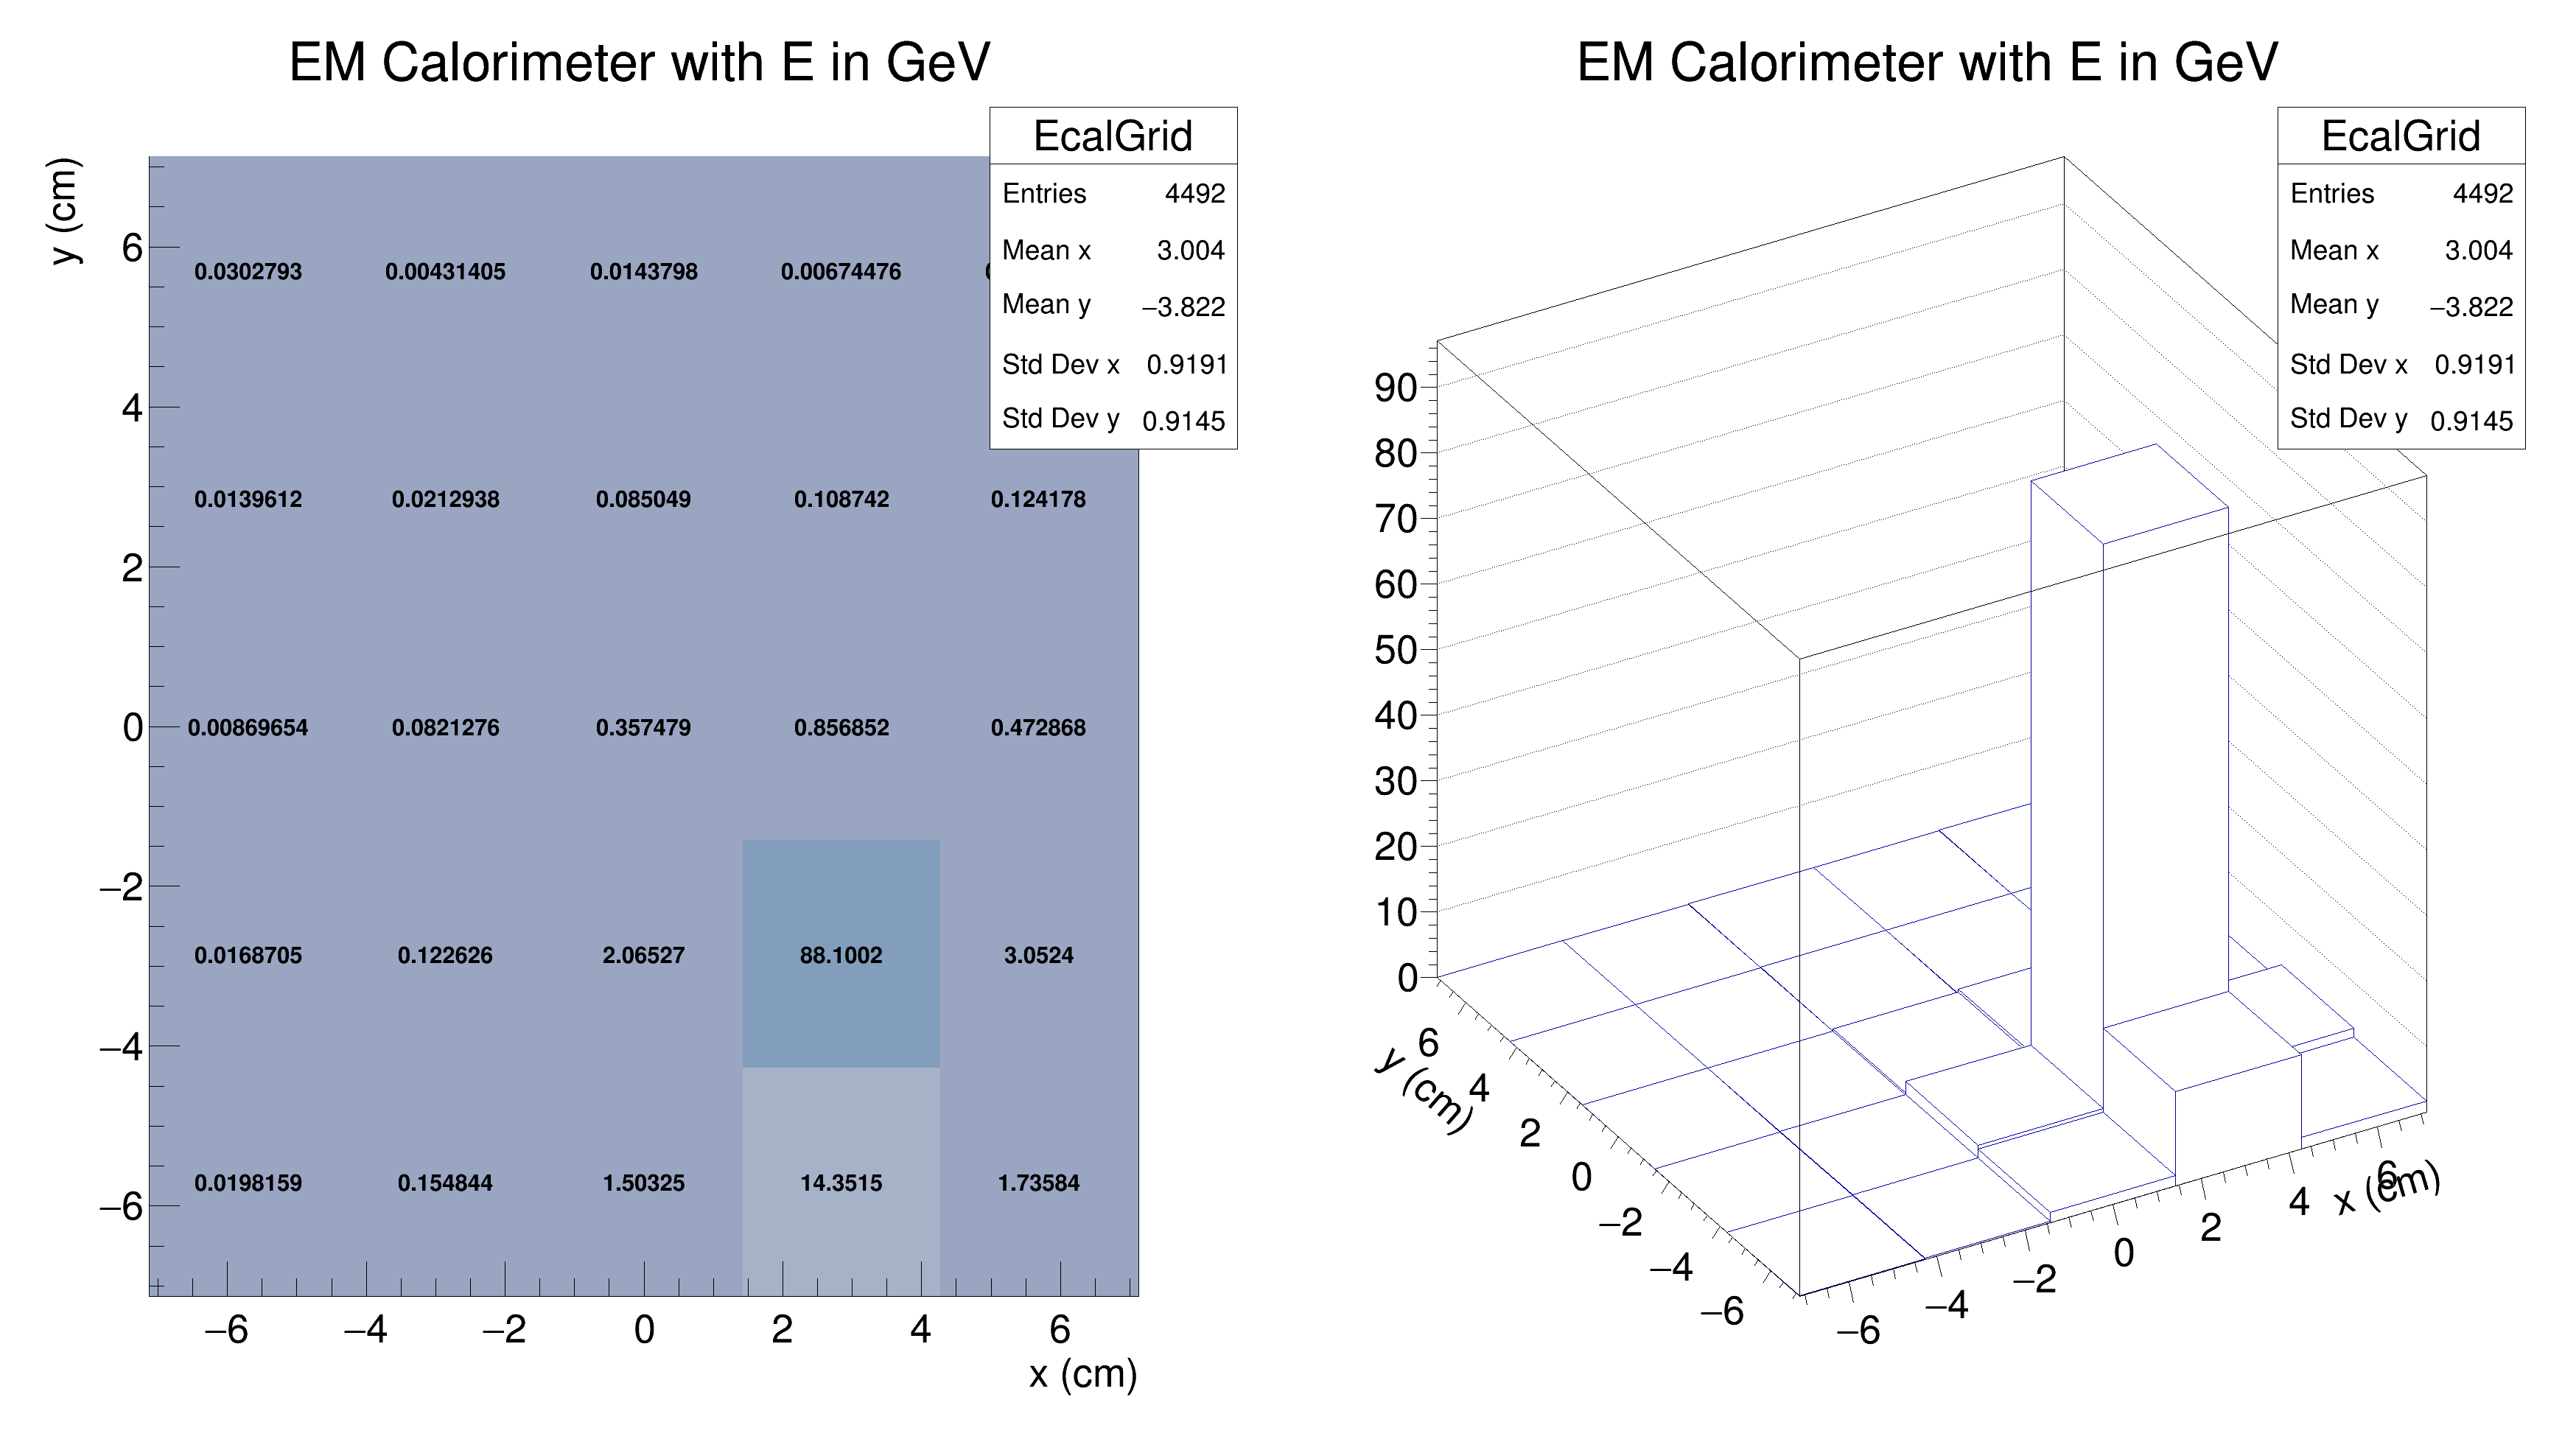 EM Calorimeter with E in GeV
EcalGrid
Entries 4492
Mean x 3.004
Mean y −3.822
Std Dev x 0.9191
Std Dev y 0.9145
y (cm)
6
4
2
0
−2
−4
−6
0.0302793 0.00431405 0.0143798 0.00674476
0.0139612 0.0212938 0.085049 0.108742 0.124178
0.00869654 0.0821276 0.357479 0.856852 0.472868
0.0168705 0.122626 2.06527 88.1002 3.0524
0.0198159 0.154844 1.50325 14.3515 1.73584
−6 −4 −2 0 2 4 6
x (cm)
EM Calorimeter with E in GeV
EcalGrid
Entries 4492
Mean x 3.004
Mean y −3.822
Std Dev x 0.9191
Std Dev y 0.9145
90
80
70
60
50
40
30
20
10
0
y (cm)
6
4
2
0
−2
−4
−6
−6
−4
−2
0
2
4
6
x (cm)